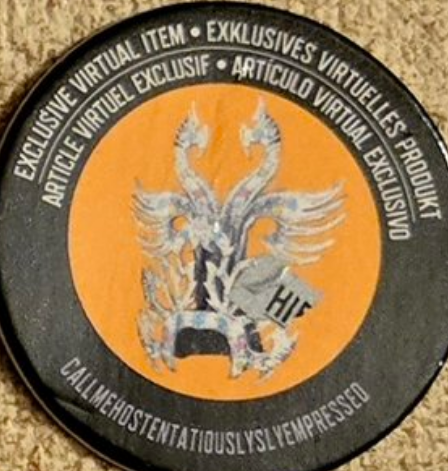 EXCLUSIVE VIRTUAL ITEM • EXKLUSIVES VIRTUELLES PRODUKT
ARTICLE VIRTUEL EXCLUSIF • ARTÍCULO VIRTUAL EXCLUSIVO
CALLMEHOSTENTATIOUSLYSLYEMPRESSED